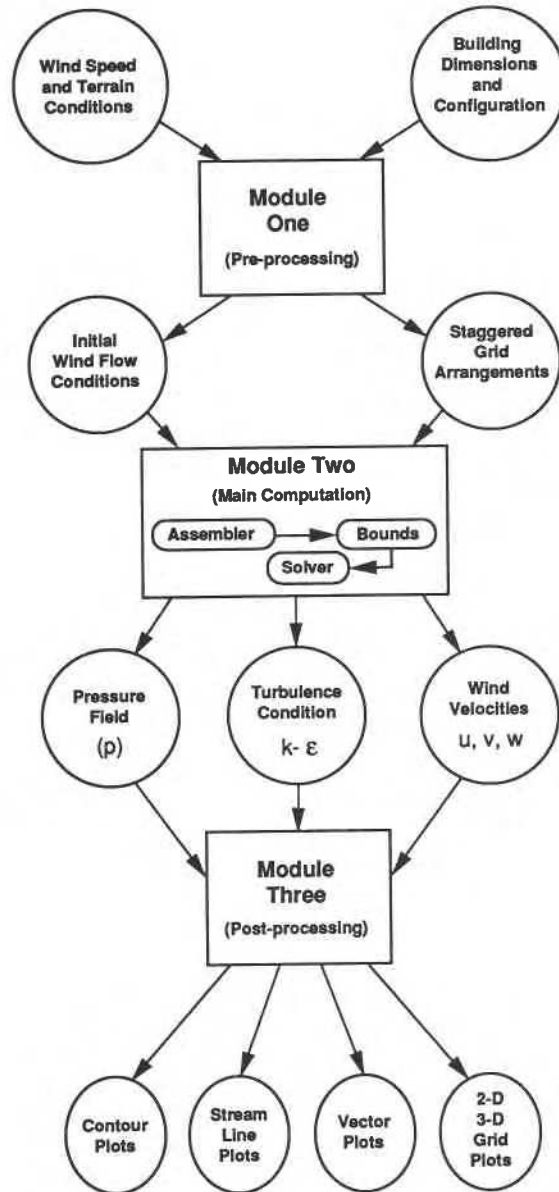 Wind Speed
and Terrain
Conditions
Building
Dimensions
and
Configuration
Module
One
(Pre-processing)
Initial
Wind Flow
Conditions
Staggered
Grid
Arrangements
Module Two
(Main Computation)
Assembler
Bounds
Solver
Pressure
Field
(p)
Turbulence
Condition
k- ε
Wind
Velocities
u, v, w
Module
Three
(Post-processing)
Contour
Plots
Stream
Line
Plots
Vector
Plots
2-D
3-D
Grid
Plots